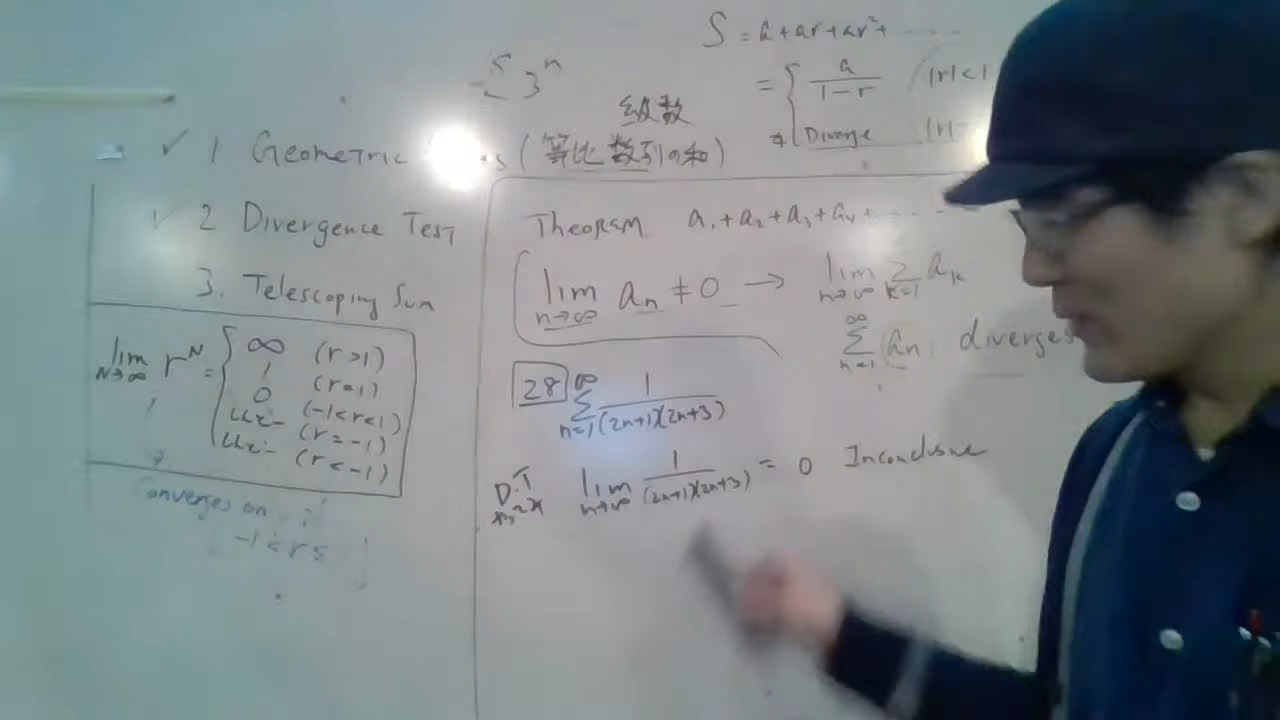 S = a + ar + ar² + ......
= { a/(1-r) |r|<1
Diverge |r|
Σ 3ⁿ
級数
✓ 1 Geometric s (等比数列の和)
✓ 2 Divergence Test
3. Telescoping Sum
lim N→∞ rᴺ = { ∞ (r>1)
1 (r=1)
0 (-1<r<1)
(r=-1)
(r<-1)
Converges on
-1<r≤
Theorem a₁+a₂+a₃+a₄+......
lim n→∞ an ≠ 0 → lim n→∞ Σ k=1 ak
∞ Σ n=1 an diverges
28 ∞ Σ n=1 1/(2n+1)(2n+3)
D.T lim n→∞ 1/(2n+1)(2n+3) = 0 Inconclusive